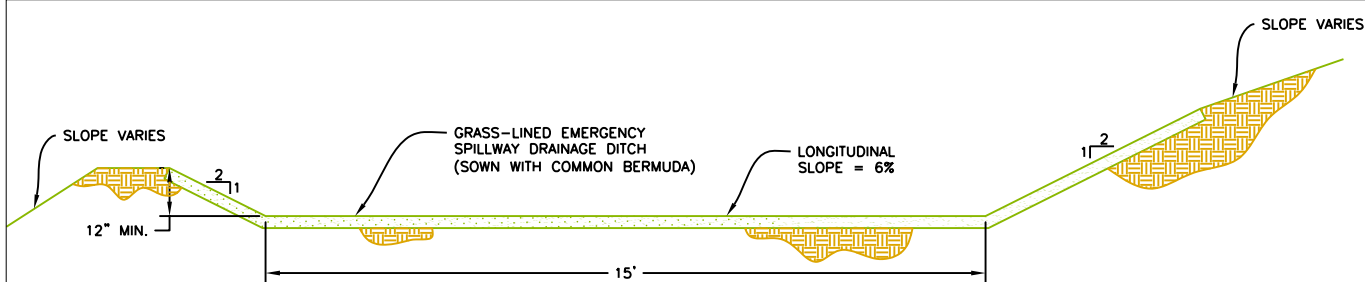 SLOPE VARIES
SLOPE VARIES
GRASS-LINED EMERGENCY
SPILLWAY DRAINAGE DITCH
(SOWN WITH COMMON BERMUDA)
LONGITUDINAL
SLOPE = 6%
2
1
2
1
12" MIN.
15'